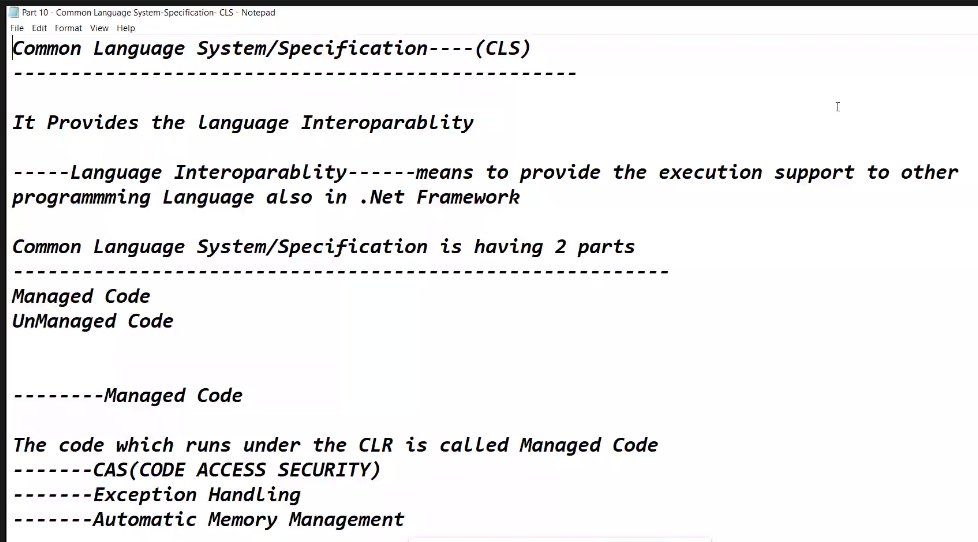 Part 10 - Common Language System-Specification- CLS - Notepad
File Edit Format View Help
Common Language System/Specification----(CLS)
-------------------------------------------------
It Provides the language Interoparablity
-----Language Interoparablity------means to provide the execution support to other
programmming Language also in .Net Framework
Common Language System/Specification is having 2 parts
---------------------------------------------------------
Managed Code
UnManaged Code
--------Managed Code
The code which runs under the CLR is called Managed Code
-------CAS(CODE ACCESS SECURITY)
-------Exception Handling
-------Automatic Memory Management